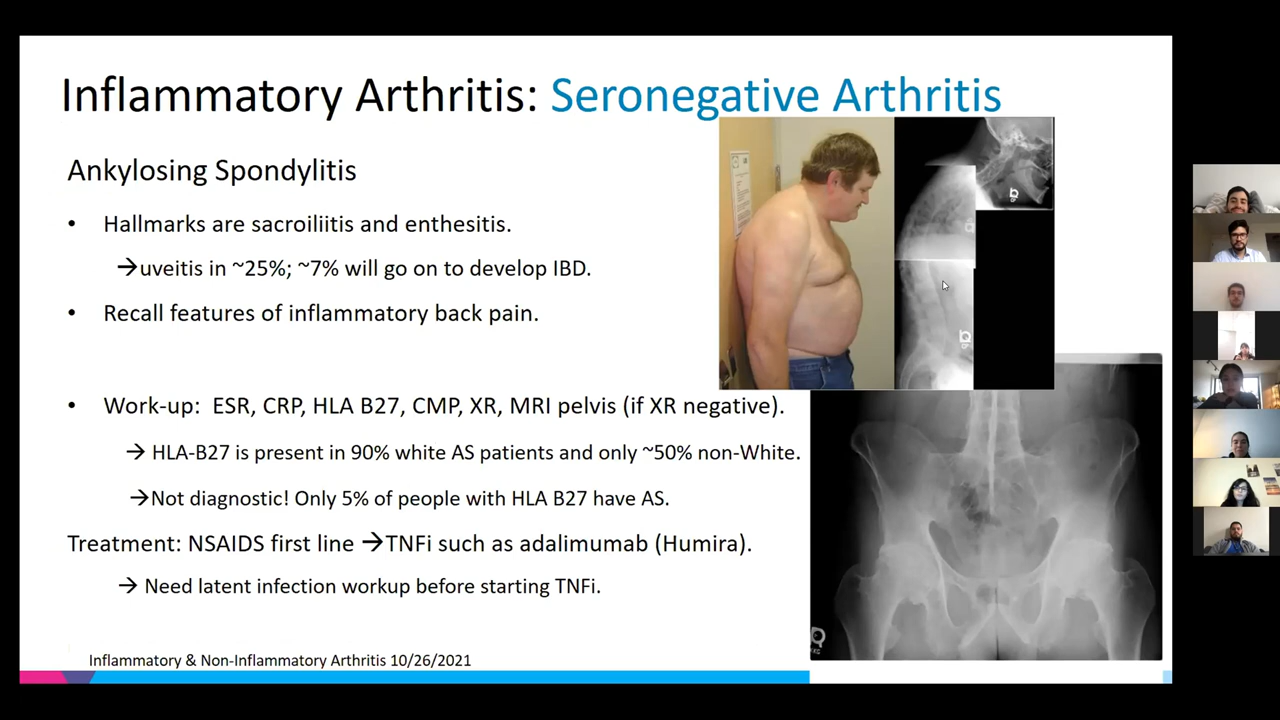 Inflammatory Arthritis: Seronegative Arthritis
Ankylosing Spondylitis
• Hallmarks are sacroiliitis and enthesitis.
→uveitis in ~25%; ~7% will go on to develop IBD.
• Recall features of inflammatory back pain.
• Work-up: ESR, CRP, HLA B27, CMP, XR, MRI pelvis (if XR negative).
→ HLA-B27 is present in 90% white AS patients and only ~50% non-White.
→Not diagnostic! Only 5% of people with HLA B27 have AS.
Treatment: NSAIDS first line →TNFi such as adalimumab (Humira).
→ Need latent infection workup before starting TNFi.
Inflammatory & Non-Inflammatory Arthritis 10/26/2021